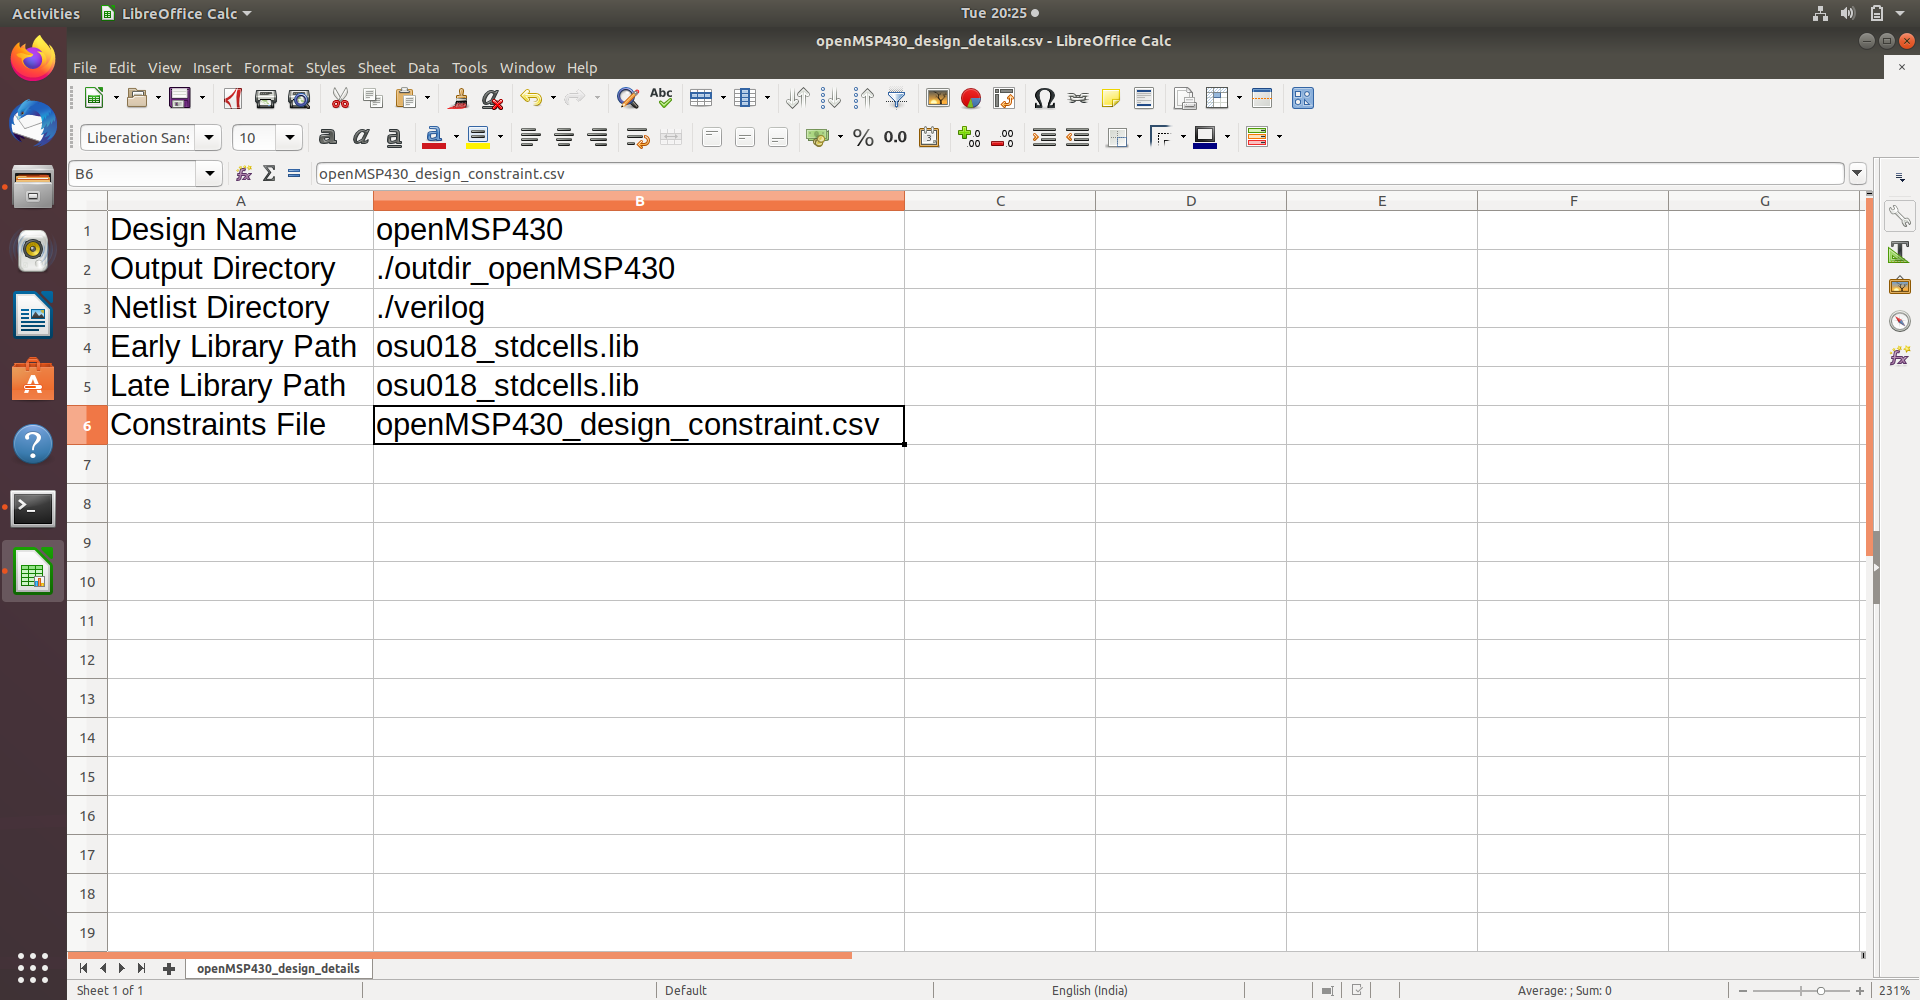 Activities LibreOffice Calc Tue 20:25
openMSP430_design_details.csv - LibreOffice Calc
File Edit View Insert Format Styles Sheet Data Tools Window Help
Liberation Sans 10
B6 openMSP430_design_constraint.csv
A B C D E F G
1 Design Name openMSP430
2 Output Directory ./outdir_openMSP430
3 Netlist Directory ./verilog
4 Early Library Path osu018_stdcells.lib
5 Late Library Path osu018_stdcells.lib
6 Constraints File openMSP430_design_constraint.csv
7
8
9
10
11
12
13
14
15
16
17
18
19
openMSP430_design_details
Sheet 1 of 1 Default English (India) Average: ; Sum: 0 231%